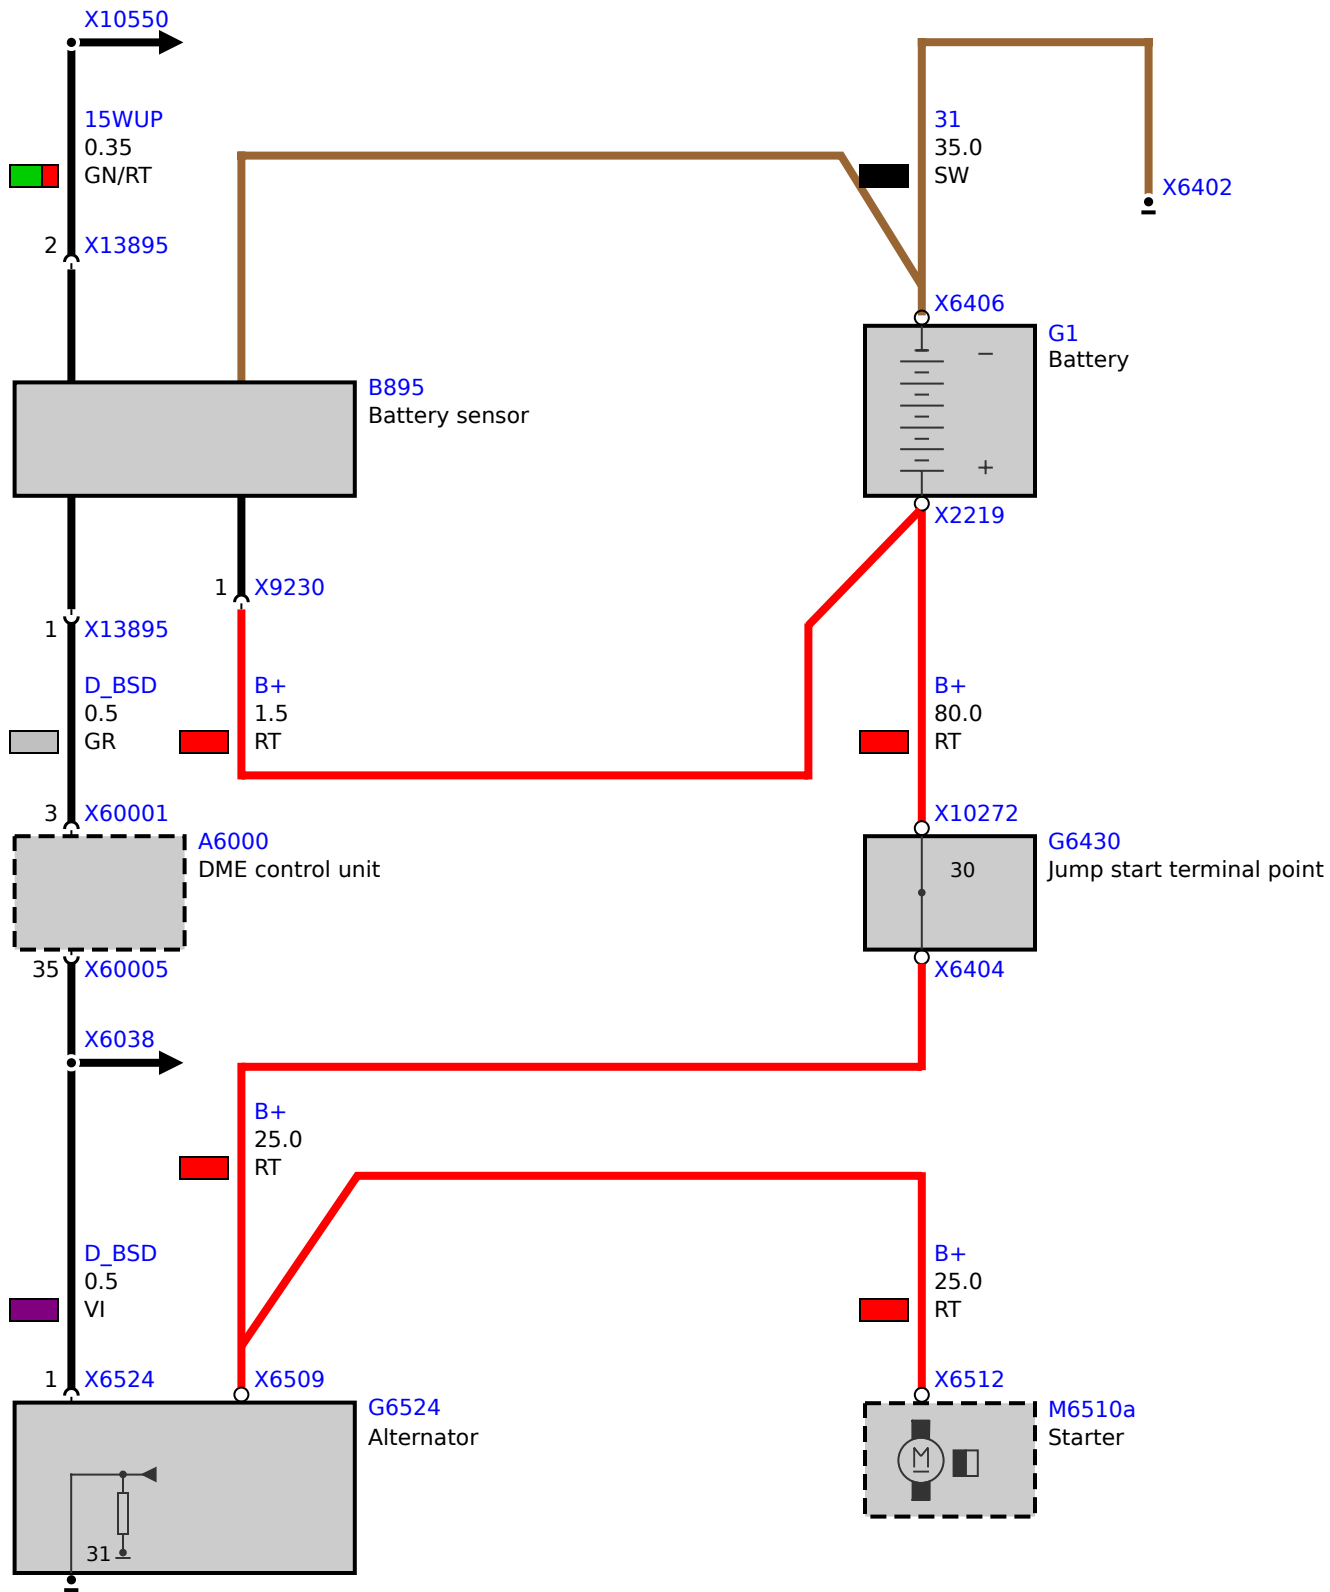 X10550
15WUP
0.35
GN/RT
31
35.0
SW
X6402
2 X13895
X6406
G1
Battery
−
+
B895
Battery sensor
X2219
1 X9230
1 X13895
D_BSD
0.5
GR
B+
1.5
RT
B+
80.0
RT
3 X60001
X10272
A6000
DME control unit
G6430
Jump start terminal point
30
35 X60005
X6404
X6038
B+
25.0
RT
D_BSD
0.5
VI
B+
25.0
RT
1 X6524
X6509
X6512
G6524
Alternator
M6510a
Starter
M
31